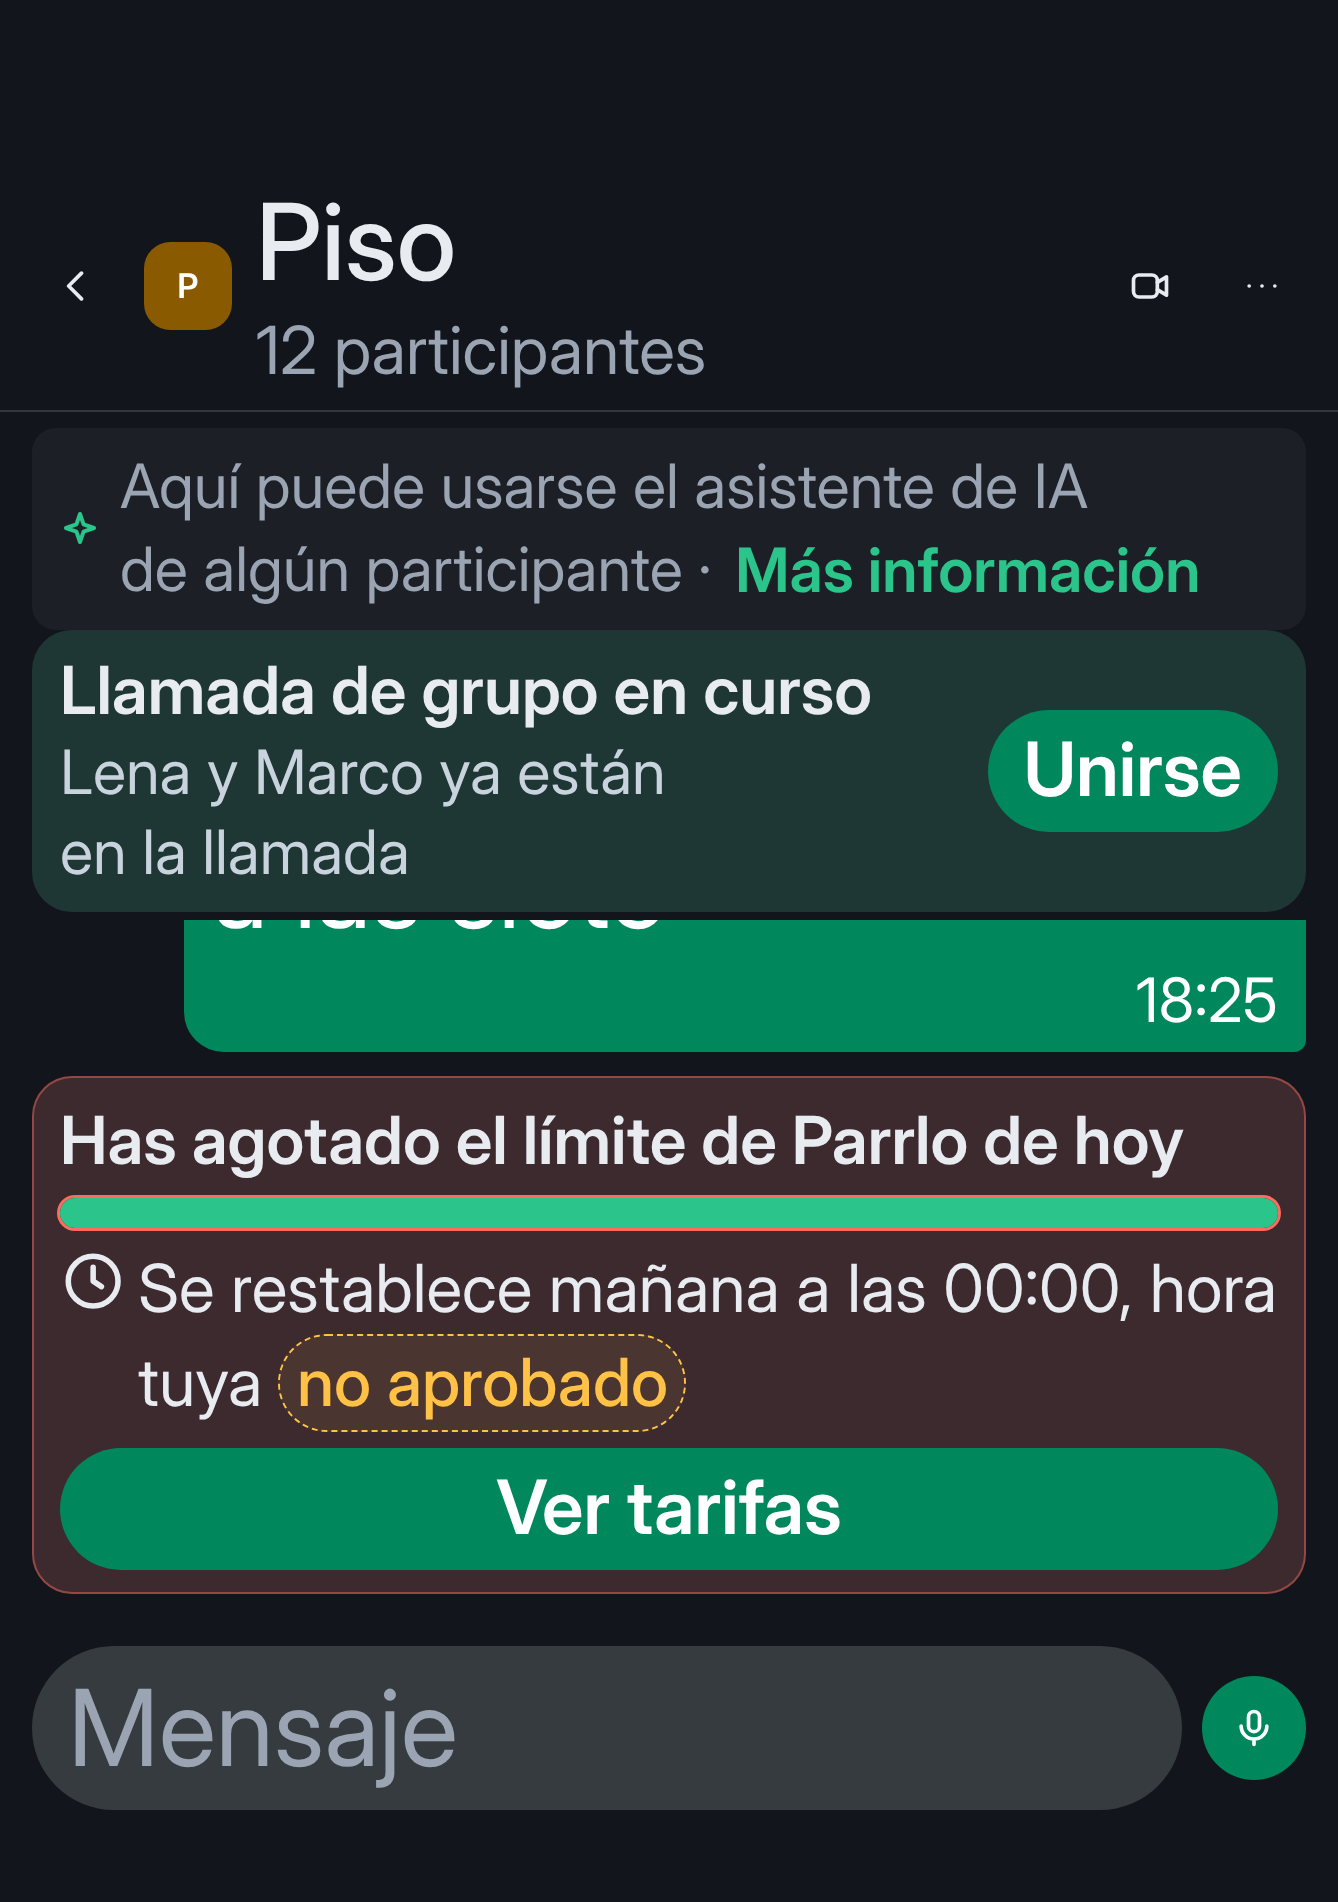 Piso
P
12 participantes
Aquí puede usarse el asistente de IA
de algún participante · Más información
Llamada de grupo en curso
Lena y Marco ya están
en la llamada
Unirse
18:25
Has agotado el límite de Parrlo de hoy
Se restablece mañana a las 00:00, hora
tuya no aprobado
Ver tarifas
Mensaje